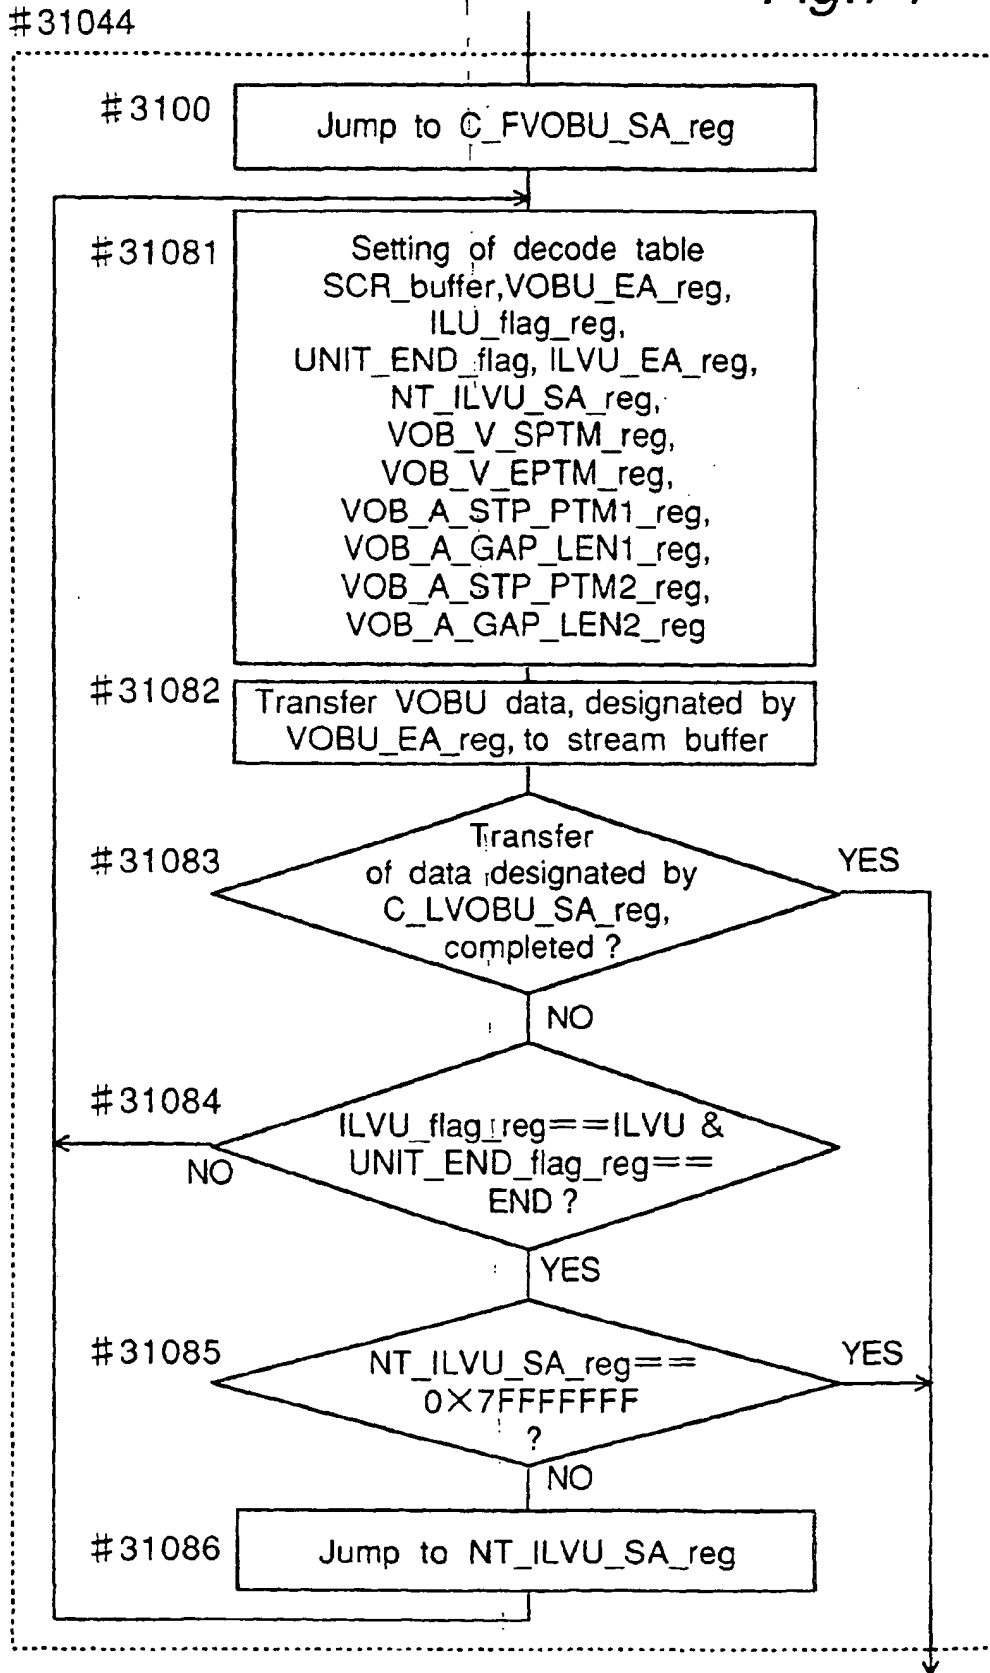 #31044
#3100
Jump to C_FVOBU_SA_reg
#31081
Setting of decode table
SCR_buffer,VOBU_EA_reg,
ILU_flag_reg,
UNIT_END_flag, ILVU_EA_reg,
NT_ILVU_SA_reg,
VOB_V_SPTM_reg,
VOB_V_EPTM_reg,
VOB_A_STP_PTM1_reg,
VOB_A_GAP_LEN1_reg,
VOB_A_STP_PTM2_reg,
VOB_A_GAP_LEN2_reg
#31082
Transfer VOBU data, designated by
VOBU_EA_reg, to stream buffer
#31083
Transfer
of data designated by
C_LVOBU_SA_reg,
completed ?
YES
NO
#31084
ILVU_flag_reg==ILVU &
UNIT_END_flag_reg==
END ?
NO
YES
#31085
NT_ILVU_SA_reg==
0X7FFFFFFF
?
YES
NO
#31086
Jump to NT_ILVU_SA_reg